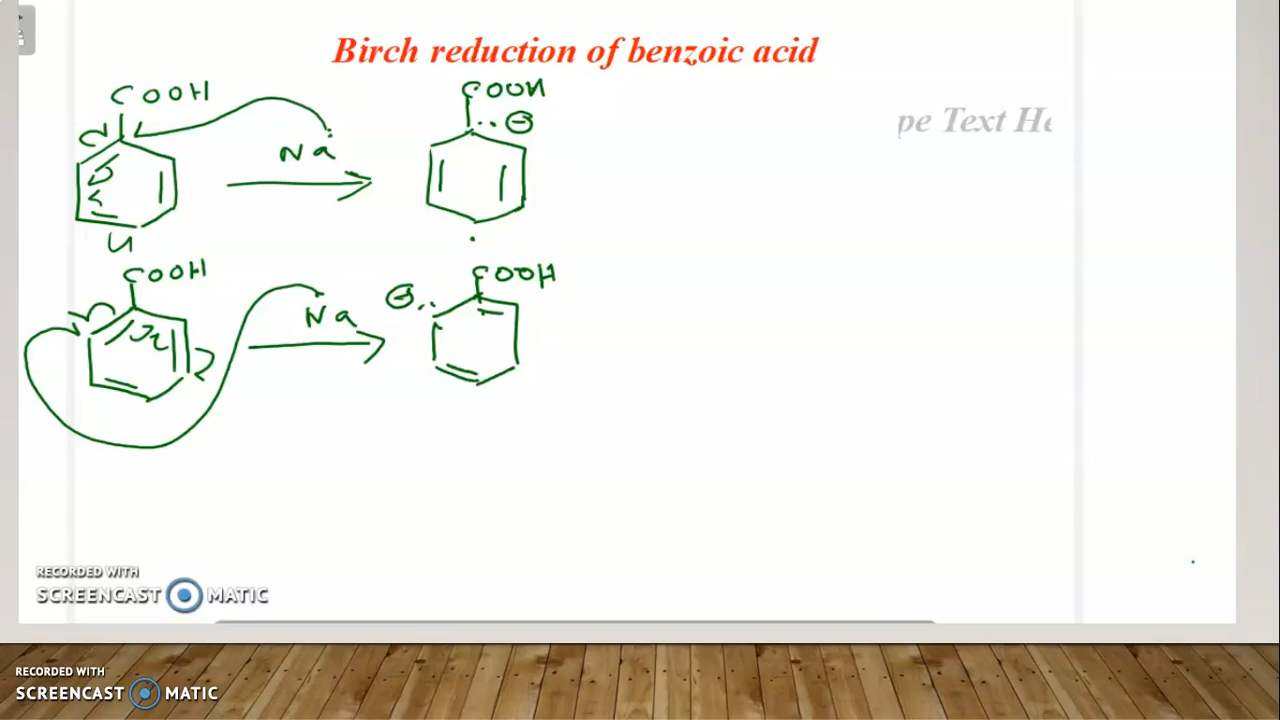 Birch reduction of benzoic acid
COOH
COOH
Na
pe Text He
COOH
COOH
Na
RECORDED WITH
SCREENCAST MATIC
RECORDED WITH
SCREENCAST MATIC